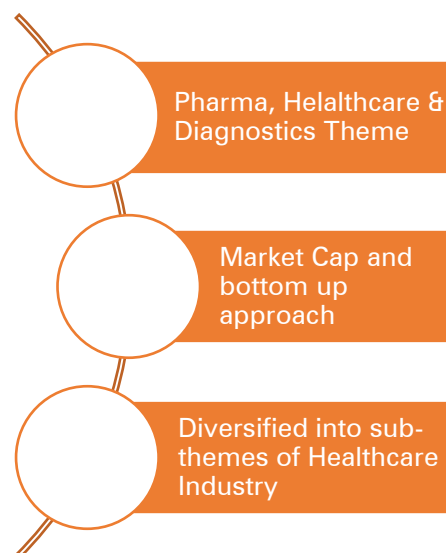 Pharma, Helalthcare &
Diagnostics Theme
Market Cap and
bottom up
approach
Diversified into sub-
themes of Healthcare
Industry